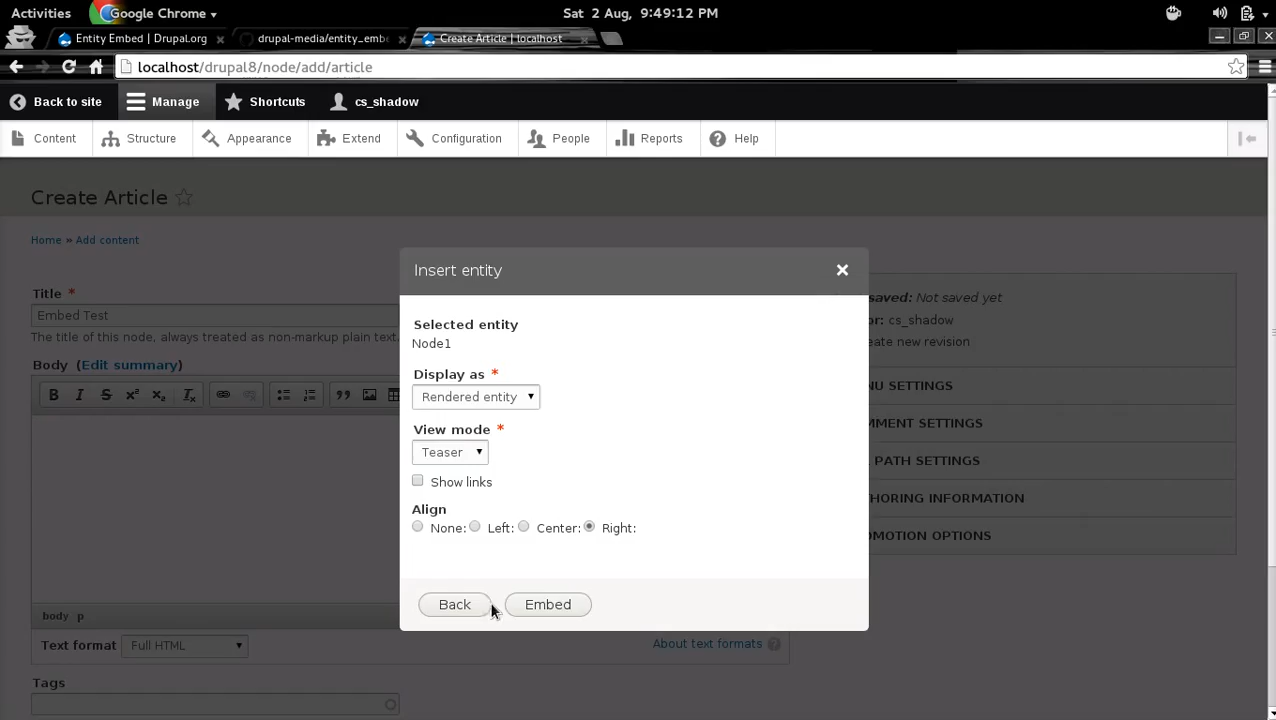 Activities Google Chrome Sat 2 Aug, 9:49:12 PM
Entity Embed | Drupal.org drupal-media/entity_emb Create Article | localhost
localhost/drupal8/node/add/article
Back to site Manage Shortcuts cs_shadow
Content Structure Appearance Extend Configuration People Reports Help
Create Article
Home » Add content
Insert entity
Title *
Embed Test
The title of this node, always treated as non-markup plain text.
Body (Edit summary)
Selected entity
Node1
Display as *
Rendered entity
View mode *
Teaser
Show links
Align
None: Left: Center: Right:
Back Embed
saved: Not saved yet
or: cs_shadow
eate new revision
NU SETTINGS
MMENT SETTINGS
PATH SETTINGS
THORING INFORMATION
OMOTION OPTIONS
body p
Text format Full HTML
About text formats
Tags